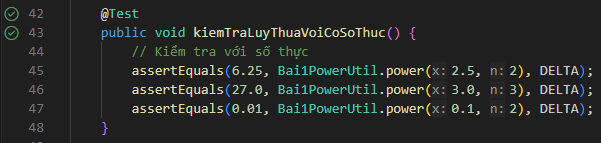 42 @Test
43 public void kiemTraLuyThuaVoiCoSoThuc() {
44 // Kiểm tra với số thực
45 assertEquals(6.25, Bai1PowerUtil.power(x: 2.5, n: 2), DELTA);
46 assertEquals(27.0, Bai1PowerUtil.power(x: 3.0, n: 3), DELTA);
47 assertEquals(0.01, Bai1PowerUtil.power(x: 0.1, n: 2), DELTA);
48 }